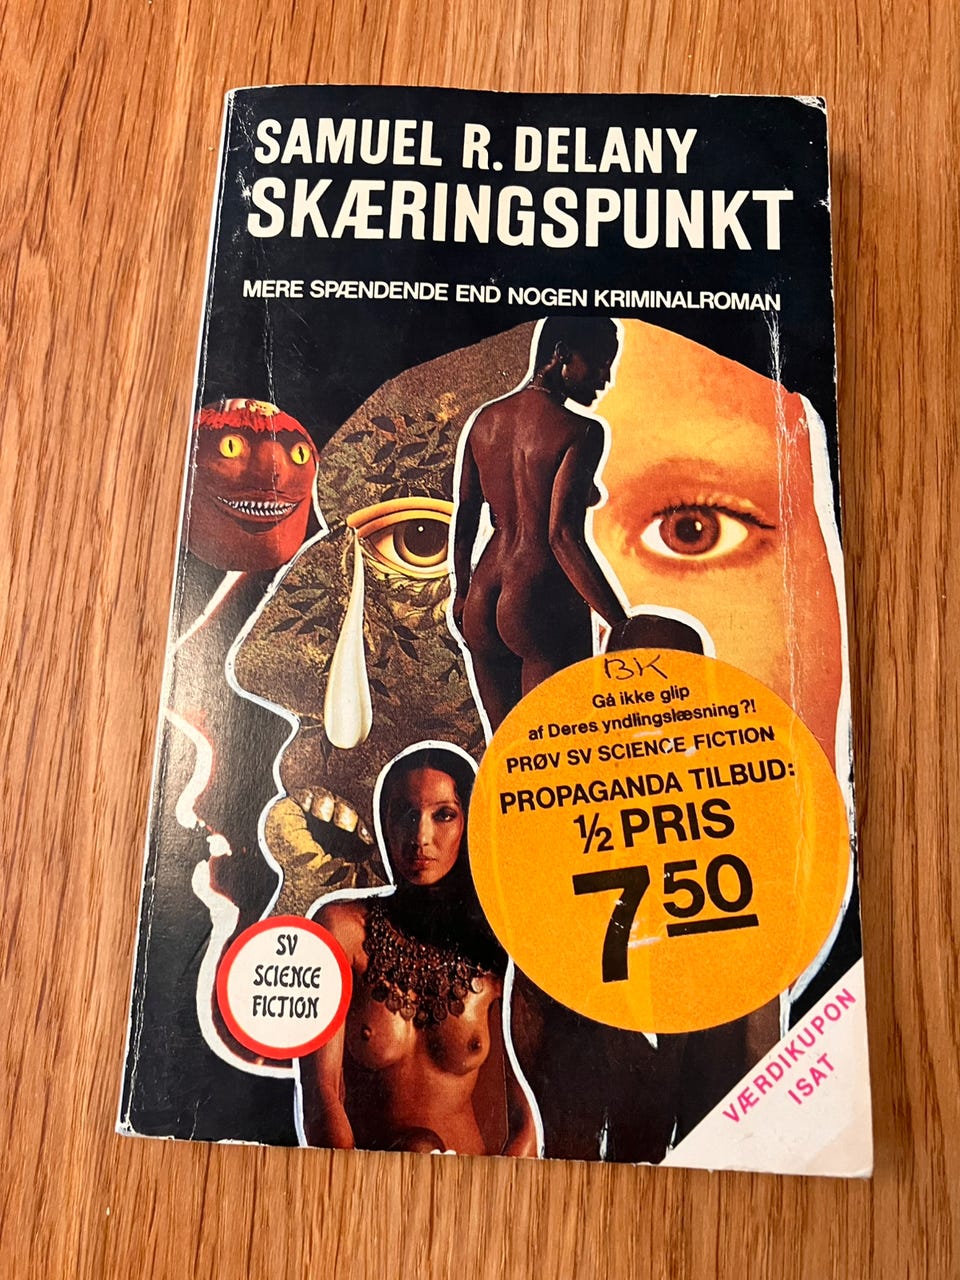 SAMUEL R. DELANY
SKÆRINGSPUNKT
MERE SPÆNDENDE END NOGEN KRIMINALROMAN
BK
Gå ikke glip
af Deres yndlingslæsning?!
PRØV SV SCIENCE FICTION
PROPAGANDA TILBUD:
½ PRIS
7 50
SV
SCIENCE
FICTION
VÆRDIKUPON
ISAT